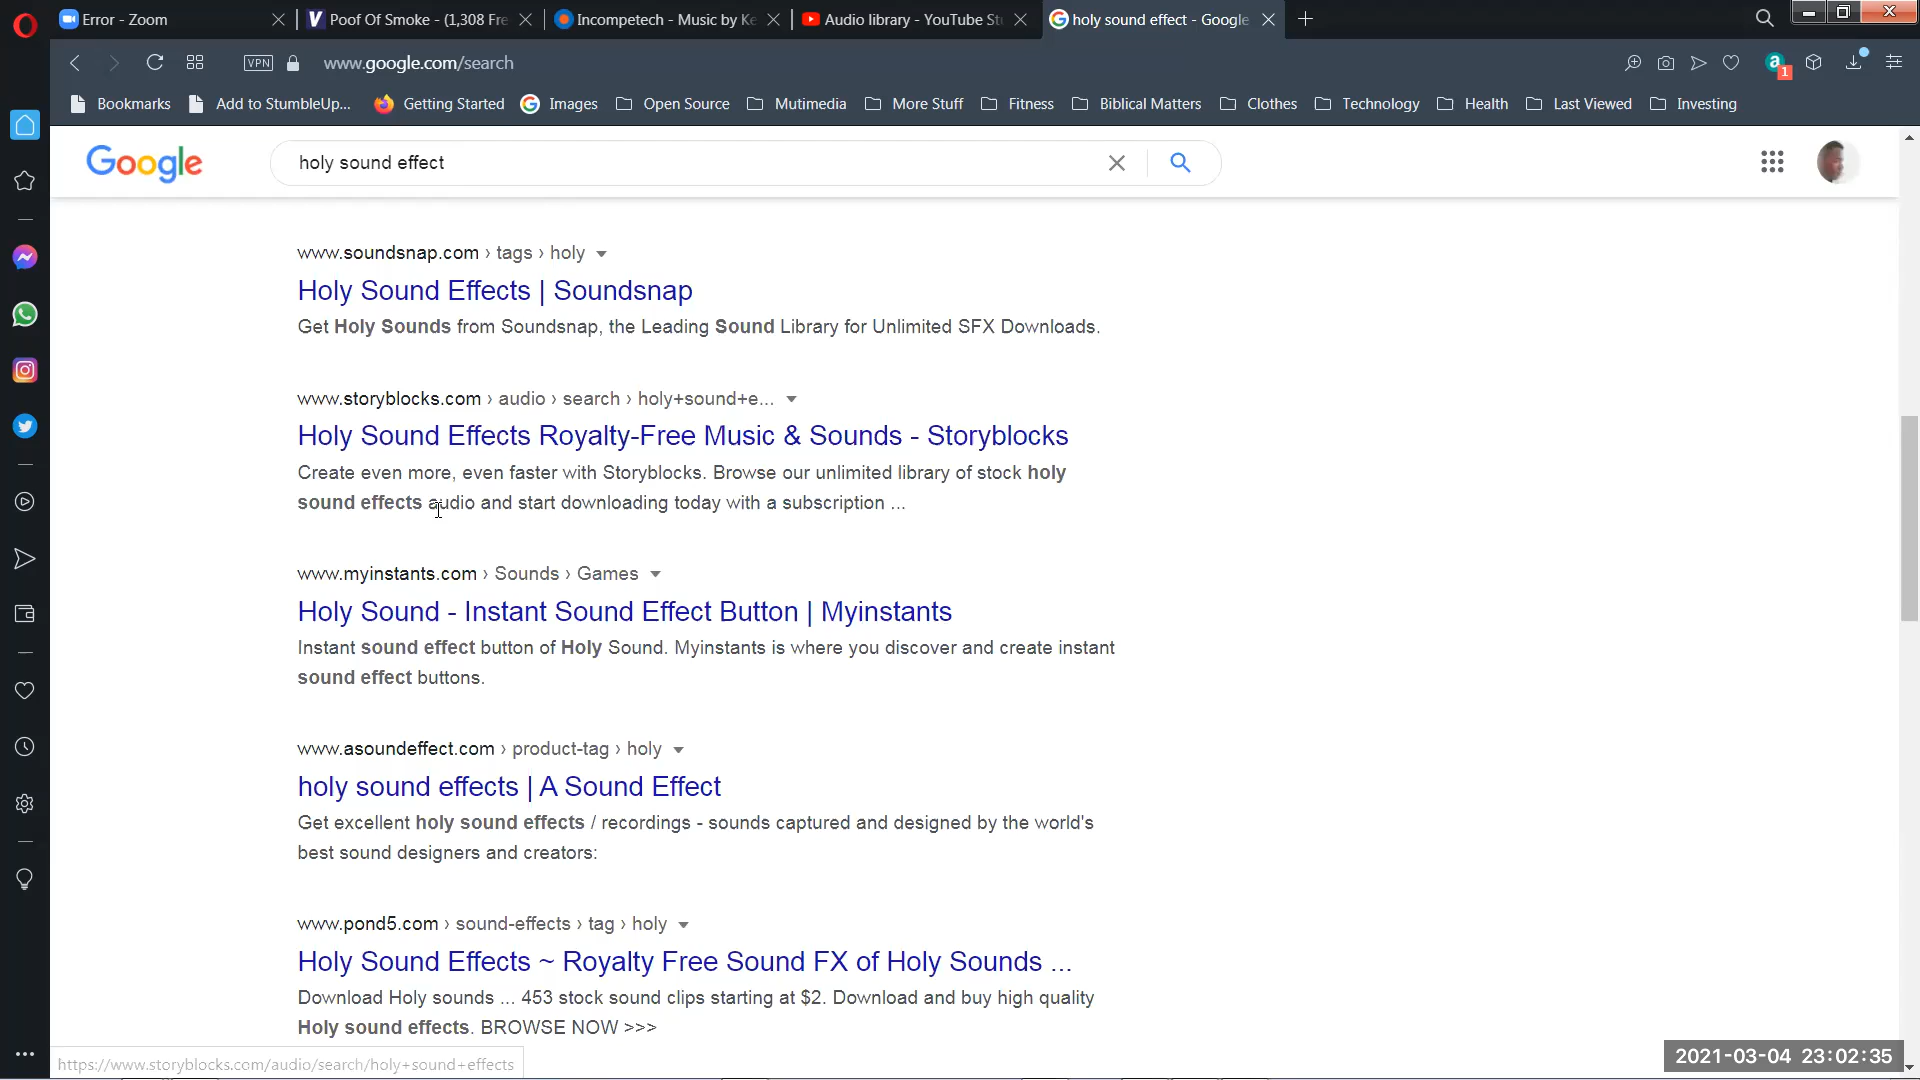 Error - Zoom
Poof Of Smoke - (1,308 Fre
Incompetech - Music by Ke
Audio library - YouTube St
holy sound effect - Google
VPN
www.google.com/search
a
1
Bookmarks
Add to StumbleUp...
Getting Started
Images
Open Source
Mutimedia
More Stuff
Fitness
Biblical Matters
Clothes
Technology
Health
Last Viewed
Investing
Google
holy sound effect
www.soundsnap.com › tags › holy
Holy Sound Effects | Soundsnap
Get Holy Sounds from Soundsnap, the Leading Sound Library for Unlimited SFX Downloads.
www.storyblocks.com › audio › search › holy+sound+e...
Holy Sound Effects Royalty-Free Music & Sounds - Storyblocks
Create even more, even faster with Storyblocks. Browse our unlimited library of stock holy
sound effects audio and start downloading today with a subscription ...
www.myinstants.com › Sounds › Games
Holy Sound - Instant Sound Effect Button | Myinstants
Instant sound effect button of Holy Sound. Myinstants is where you discover and create instant
sound effect buttons.
www.asoundeffect.com › product-tag › holy
holy sound effects | A Sound Effect
Get excellent holy sound effects / recordings - sounds captured and designed by the world's
best sound designers and creators:
www.pond5.com › sound-effects › tag › holy
Holy Sound Effects ~ Royalty Free Sound FX of Holy Sounds ...
Download Holy sounds ... 453 stock sound clips starting at $2. Download and buy high quality
Holy sound effects. BROWSE NOW >>>
https://www.storyblocks.com/audio/search/holy+sound+effects
2021-03-04 23:02:35